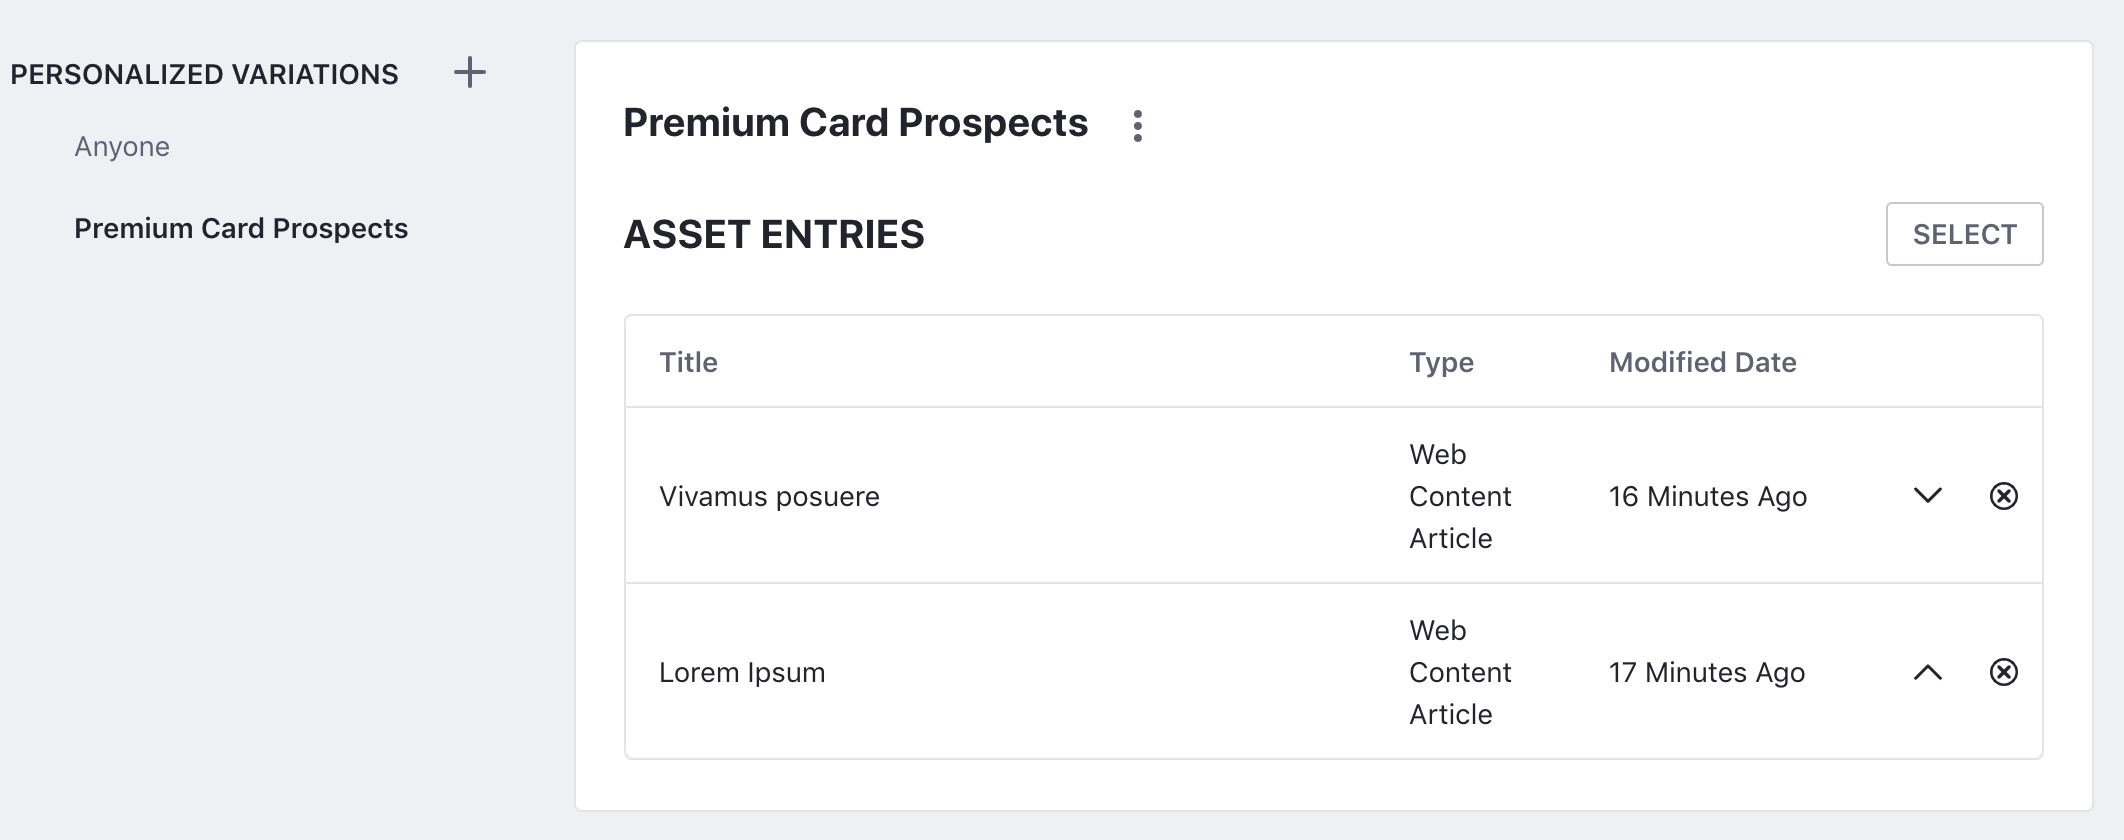 PERSONALIZED VARIATIONS
Anyone
Premium Card Prospects
Premium Card Prospects
ASSET ENTRIES
SELECT
Title Type Modified Date
Vivamus posuere
Web
Content
Article
16 Minutes Ago
Lorem Ipsum
Web
Content
Article
17 Minutes Ago